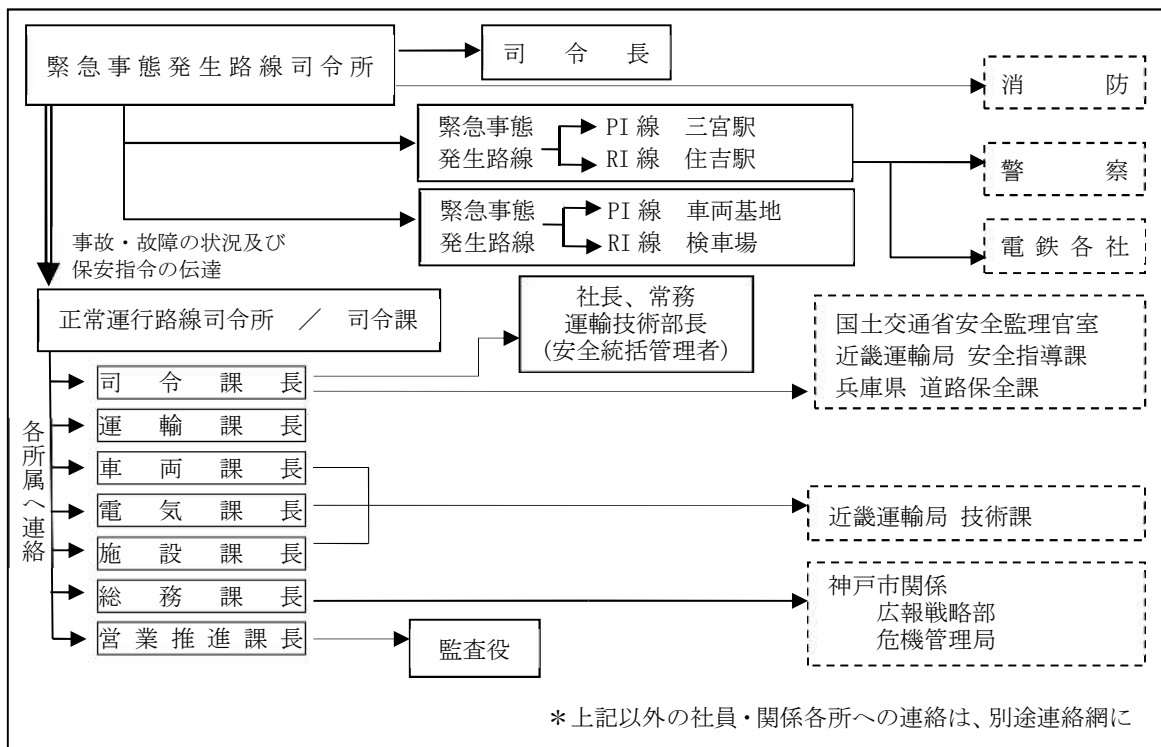 緊急事態発生路線司令所
司令長
消防
緊急事態
発生路線
PI線 三宮駅
RI線 住吉駅
警察
緊急事態
発生路線
PI線 車両基地
RI線 検車場
電鉄各社
事故・故障の状況及び
保安指令の伝達
正常運行路線司令所 / 司令課
社長、常務
運輸技術部長
(安全統括管理者)
国土交通省安全監理官室
近畿運輸局 安全指導課
兵庫県 道路保全課
各所属へ連絡
司令課長
運輸課長
車両課長
電気課長
施設課長
総務課長
営業推進課長
近畿運輸局 技術課
神戸市関係
広報戦略部
危機管理局
監査役
*上記以外の社員・関係各所への連絡は、別途連絡網に